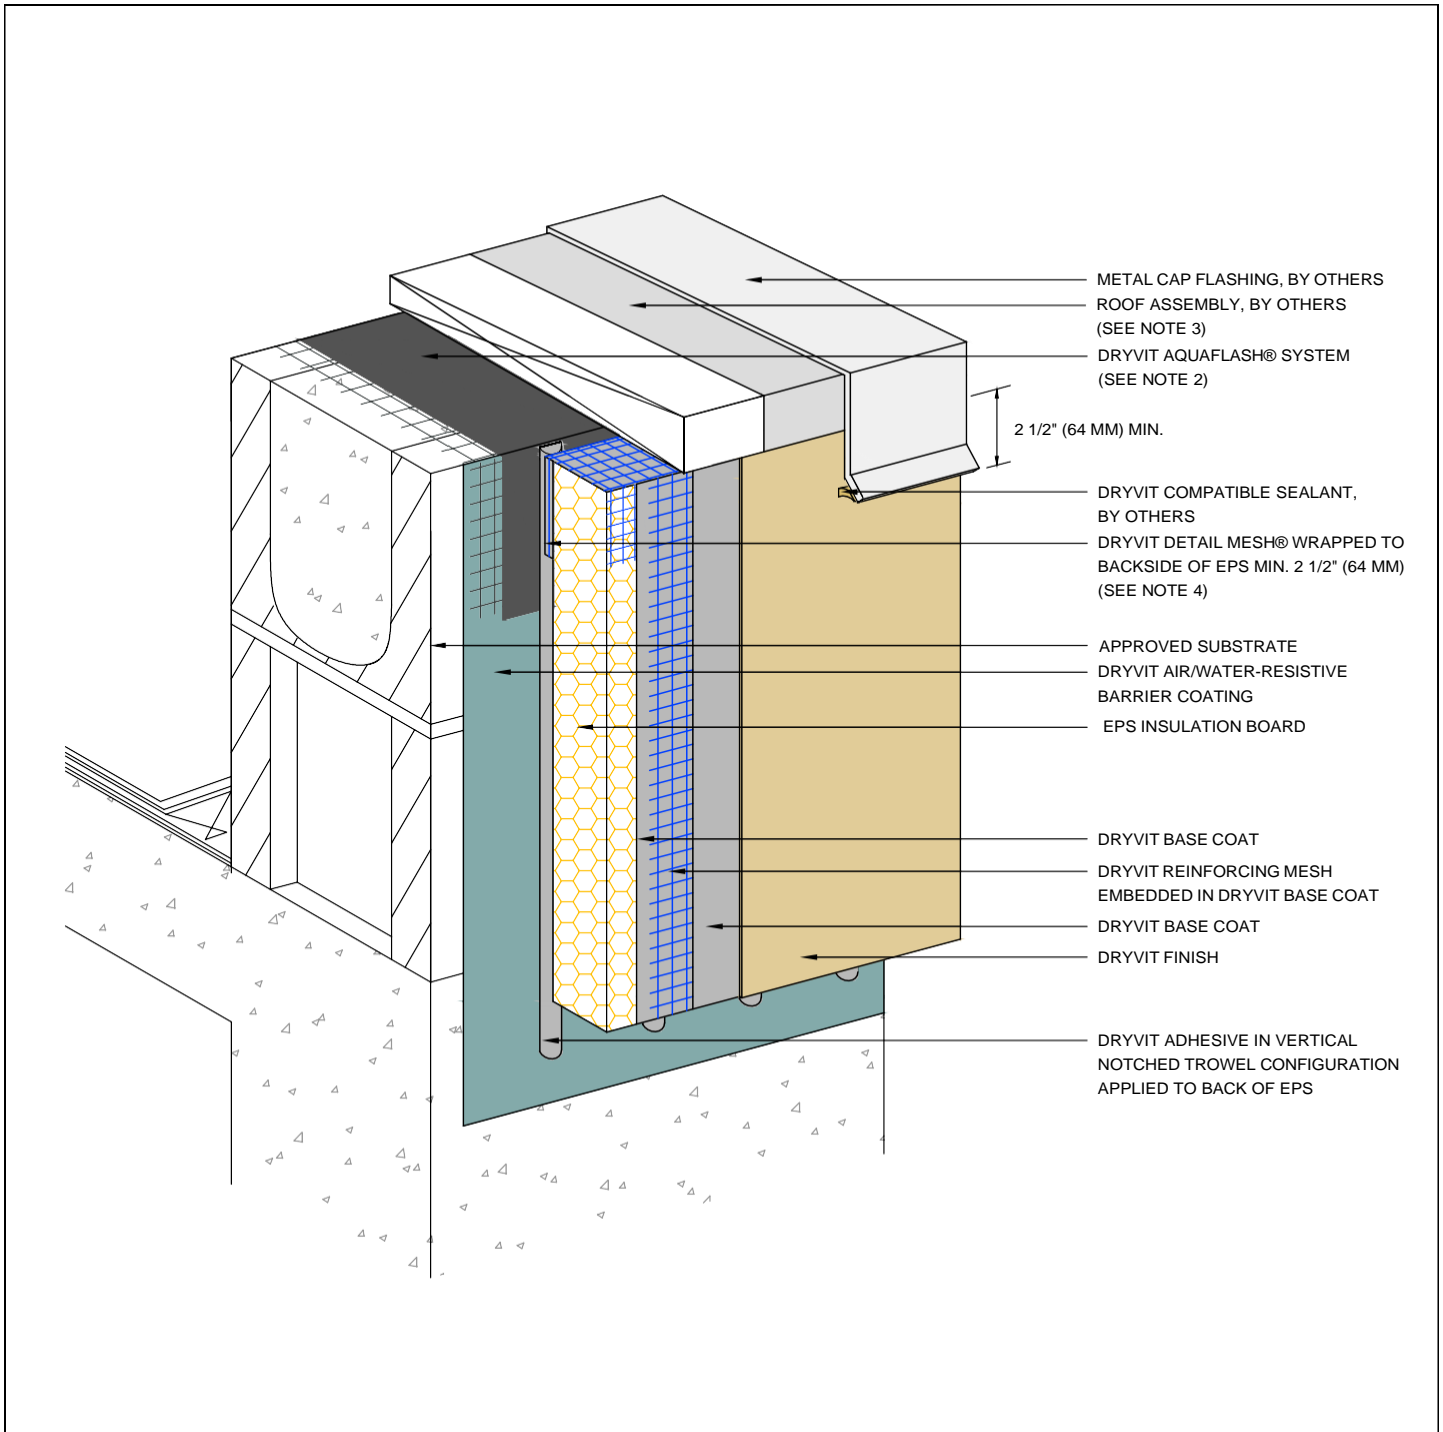 METAL CAP FLASHING, BY OTHERS
ROOF ASSEMBLY, BY OTHERS
(SEE NOTE 3)
DRYVIT AQUAFLASH® SYSTEM
(SEE NOTE 2)
2 1/2" (64 MM) MIN.
DRYVIT COMPATIBLE SEALANT,
BY OTHERS
DRYVIT DETAIL MESH® WRAPPED TO
BACKSIDE OF EPS MIN. 2 1/2" (64 MM)
(SEE NOTE 4)
APPROVED SUBSTRATE
DRYVIT AIR/WATER-RESISTIVE
BARRIER COATING
EPS INSULATION BOARD
DRYVIT BASE COAT
DRYVIT REINFORCING MESH
EMBEDDED IN DRYVIT BASE COAT
DRYVIT BASE COAT
DRYVIT FINISH
DRYVIT ADHESIVE IN VERTICAL
NOTCHED TROWEL CONFIGURATION
APPLIED TO BACK OF EPS